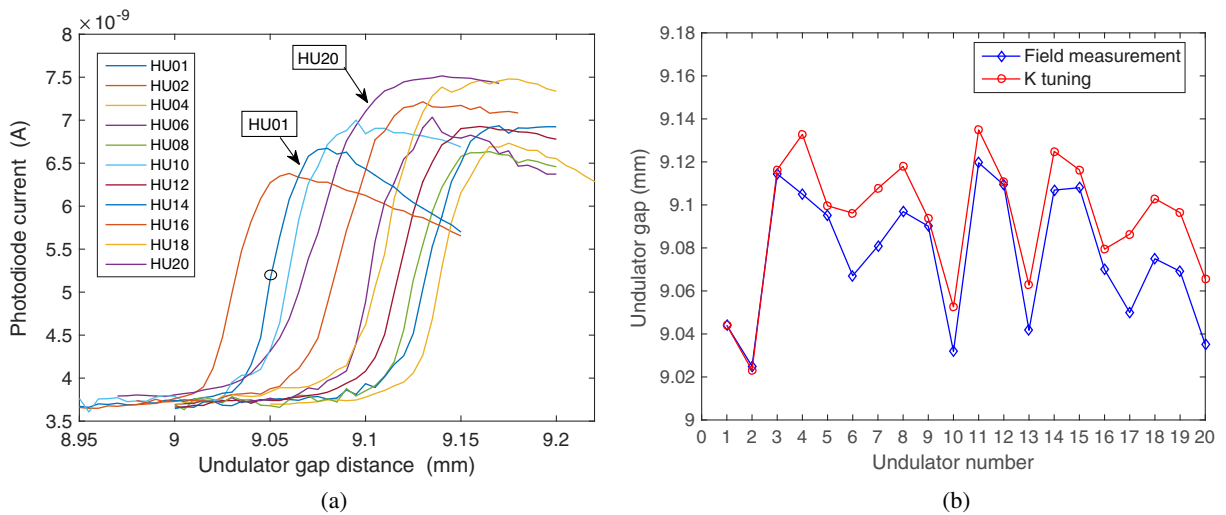 × 10⁻⁹
8
7.5
7
6.5
6
5.5
5
4.5
4
3.5
Photodiode current (A)
HU01
HU02
HU04
HU06
HU08
HU10
HU12
HU14
HU16
HU18
HU20
HU20
HU01
8.95 9 9.05 9.1 9.15 9.2
Undulator gap distance (mm)
(a)
9.18
9.16
9.14
9.12
9.1
9.08
9.06
9.04
9.02
9
Undulator gap (mm)
Field measurement
K tuning
0 1 2 3 4 5 6 7 8 9 10 11 12 13 14 15 16 17 18 19 20
Undulator number
(b)